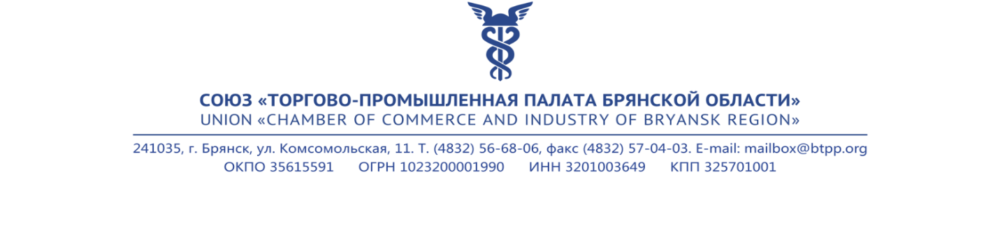 СОЮЗ «ТОРГОВО-ПРОМЫШЛЕННАЯ ПАЛАТА БРЯНСКОЙ ОБЛАСТИ»
UNION «CHAMBER OF COMMERCE AND INDUSTRY OF BRYANSK REGION»
241035, г. Брянск, ул. Комсомольская, 11. Т. (4832) 56-68-06, факс (4832) 57-04-03. E-mail: mailbox@btpp.org
ОКПО 35615591 ОГРН 1023200001990 ИНН 3201003649 КПП 325701001